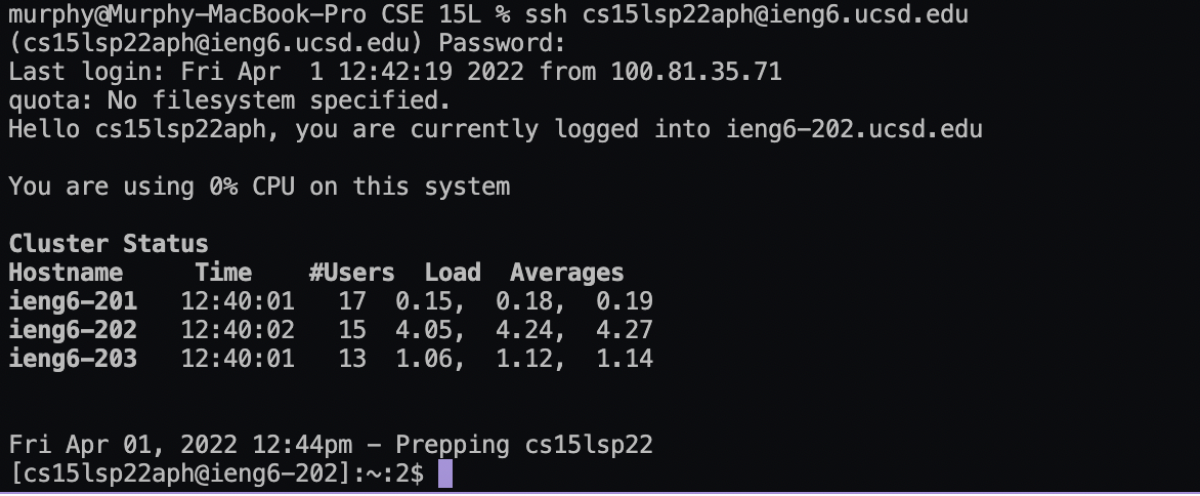 murphy@Murphy-MacBook-Pro CSE 15L % ssh cs15lsp22aph@ieng6.ucsd.edu
(cs15lsp22aph@ieng6.ucsd.edu) Password:
Last login: Fri Apr  1 12:42:19 2022 from 100.81.35.71
quota: No filesystem specified.
Hello cs15lsp22aph, you are currently logged into ieng6-202.ucsd.edu
You are using 0% CPU on this system
Cluster Status
Hostname     Time    #Users  Load  Averages
ieng6-201   12:40:01   17  0.15,  0.18,  0.19
ieng6-202   12:40:02   15  4.05,  4.24,  4.27
ieng6-203   12:40:01   13  1.06,  1.12,  1.14
Fri Apr 01, 2022 12:44pm - Prepping cs15lsp22
[cs15lsp22aph@ieng6-202]:~:2$